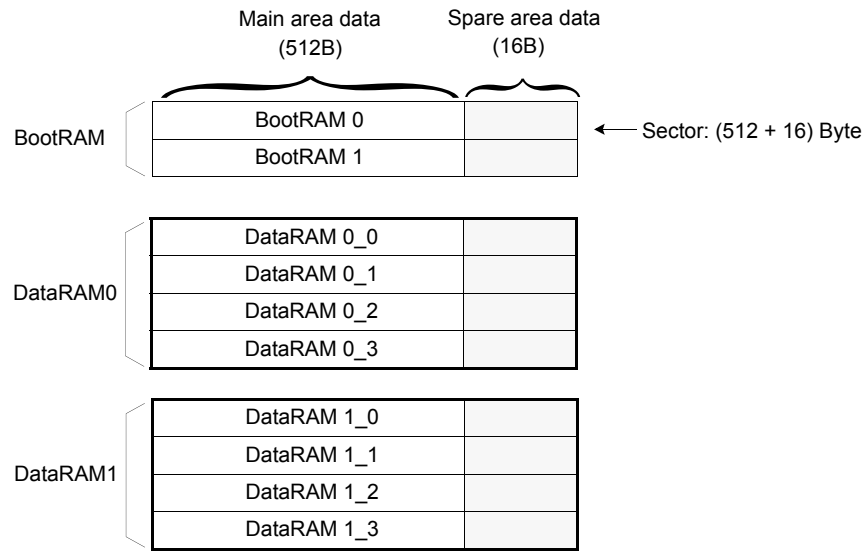 Main area data
(512B)
Spare area data
(16B)
BootRAM
BootRAM 0
BootRAM 1
Sector: (512 + 16) Byte
DataRAM0
DataRAM 0_0
DataRAM 0_1
DataRAM 0_2
DataRAM 0_3
DataRAM1
DataRAM 1_0
DataRAM 1_1
DataRAM 1_2
DataRAM 1_3